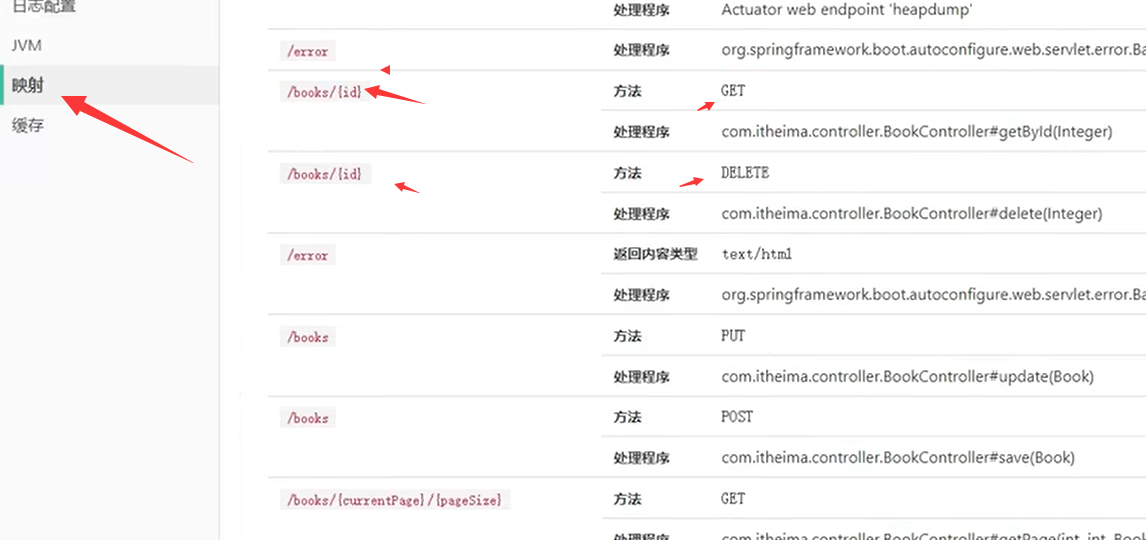 日志配置
JVM
映射
缓存
处理程序 Actuator web endpoint 'heapdump'
/error 处理程序 org.springframework.boot.autoconfigure.web.servlet.error.Ba
/books/{id} 方法 GET
处理程序 com.itheima.controller.BookController#getById(Integer)
/books/{id} 方法 DELETE
处理程序 com.itheima.controller.BookController#delete(Integer)
/error 返回内容类型 text/html
处理程序 org.springframework.boot.autoconfigure.web.servlet.error.Ba
/books 方法 PUT
处理程序 com.itheima.controller.BookController#update(Book)
/books 方法 POST
处理程序 com.itheima.controller.BookController#save(Book)
/books/{currentPage}/{pageSize} 方法 GET
处理程序 com.itheima.controller.BookController#getPage(int, int, Book